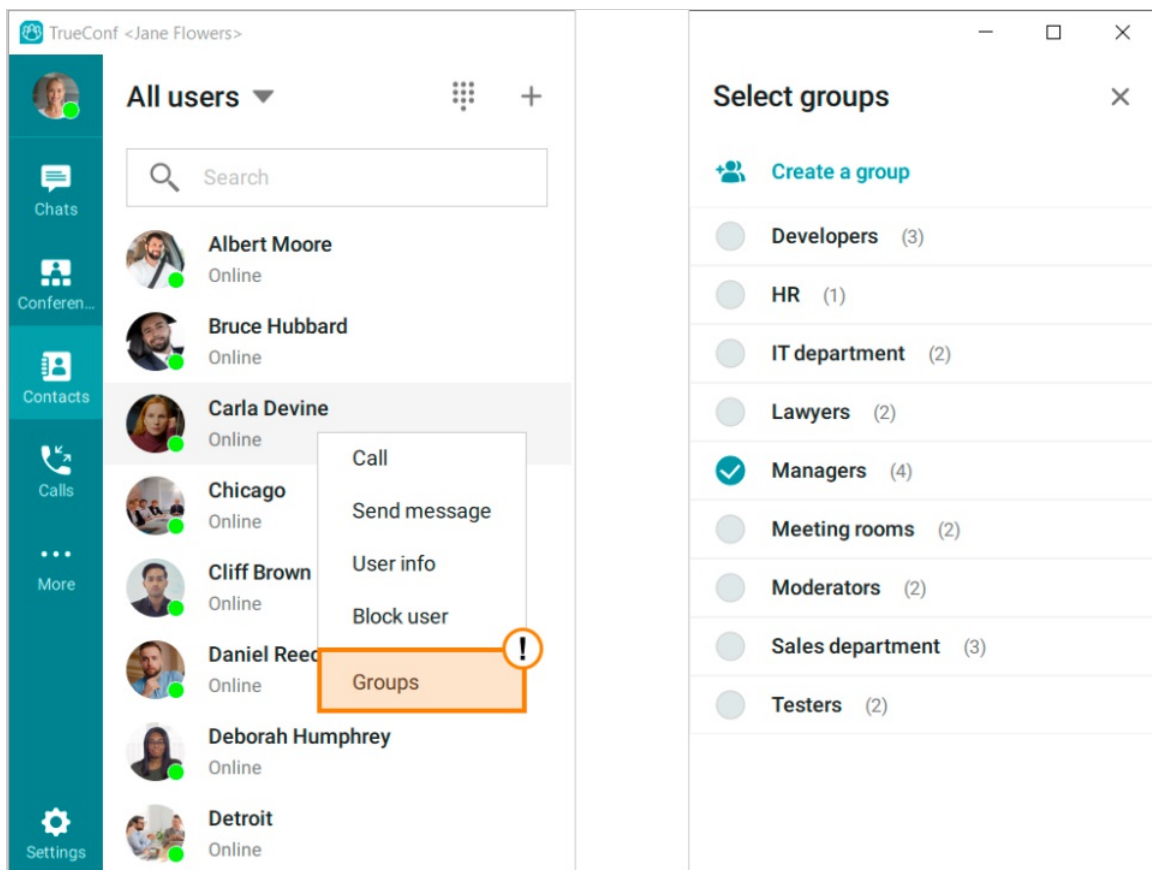 TrueConf <Jane Flowers>
All users
Search
Chats
Conferen...
Contacts
Calls
More
Settings
Albert Moore
Online
Bruce Hubbard
Online
Carla Devine
Online
Chicago
Online
Cliff Brown
Online
Daniel Reed
Online
Deborah Humphrey
Online
Detroit
Online
Call
Send message
User info
Block user
Groups
!
Select groups
Create a group
Developers (3)
HR (1)
IT department (2)
Lawyers (2)
Managers (4)
Meeting rooms (2)
Moderators (2)
Sales department (3)
Testers (2)